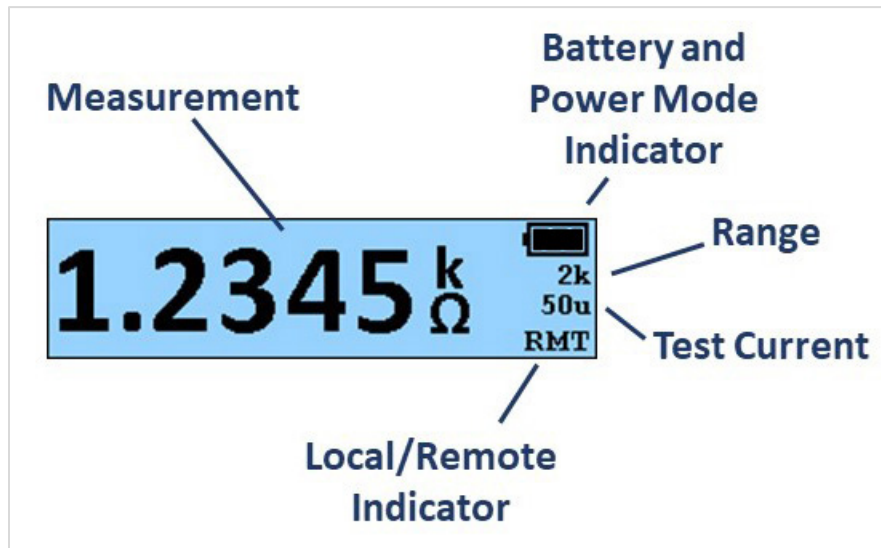 Measurement
Battery and
Power Mode
Indicator
1.2345 k
Ω
2k
50u
RMT
Range
Test Current
Local/Remote
Indicator